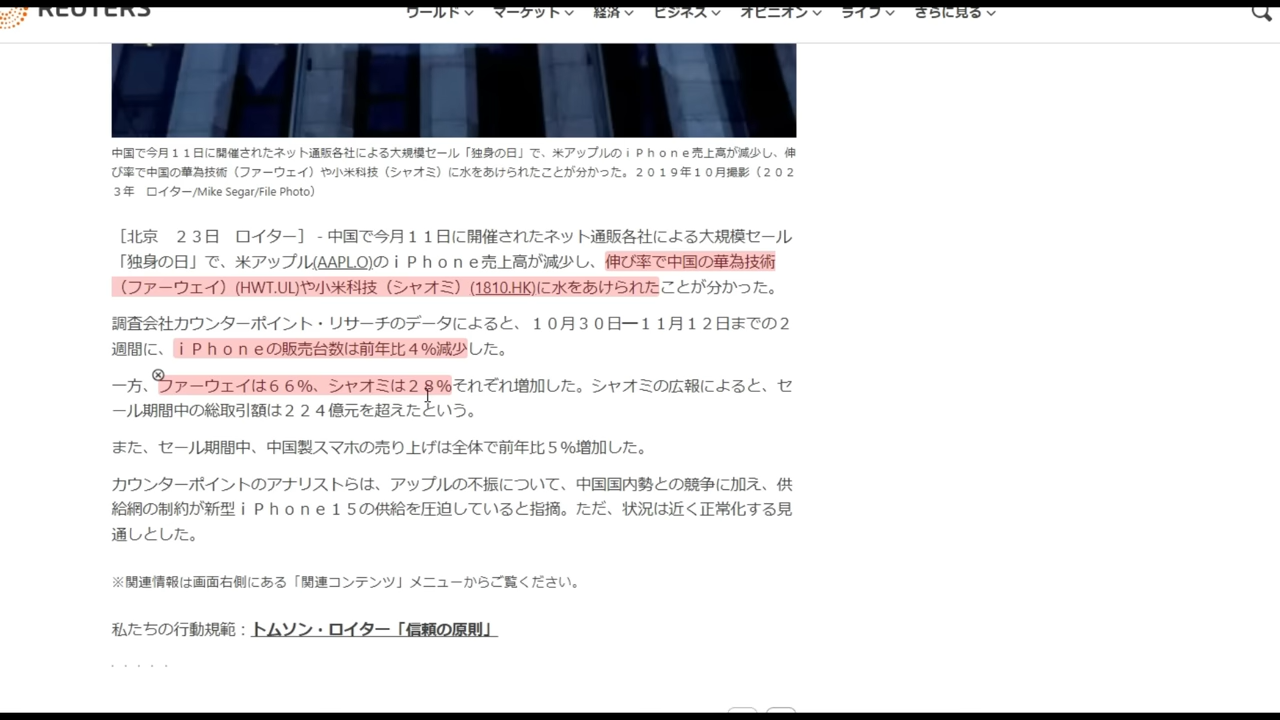 REUTERS
ワールド マーケット 経済 ビジネス オピニオン ライフ さらに見る
中国で今月１１日に開催されたネット通販各社による大規模セール「独身の日」で、米アップルのｉＰｈｏｎｅ売上高が減少し、伸
び率で中国の華為技術（ファーウェイ）や小米科技（シャオミ）に水をあけられたことが分かった。２０１９年１０月撮影（２０２
３年　ロイター/Mike Segar/File Photo）
［北京　２３日　ロイター］ - 中国で今月１１日に開催されたネット通販各社による大規模セール
「独身の日」で、米アップル(AAPL.O)のｉＰｈｏｎｅ売上高が減少し、伸び率で中国の華為技術
（ファーウェイ）(HWT.UL)や小米科技（シャオミ）(1810.HK)に水をあけられたことが分かった。
調査会社カウンターポイント・リサーチのデータによると、１０月３０日━１１月１２日までの２
週間に、ｉＰｈｏｎｅの販売台数は前年比４％減少した。
一方、ファーウェイは６６％、シャオミは２８％それぞれ増加した。シャオミの広報によると、セ
ール期間中の総取引額は２２４億元を超えたという。
また、セール期間中、中国製スマホの売り上げは全体で前年比５％増加した。
カウンターポイントのアナリストらは、アップルの不振について、中国国内勢との競争に加え、供
給網の制約が新型ｉＰｈｏｎｅ１５の供給を圧迫していると指摘。ただ、状況は近く正常化する見
通しとした。
※関連情報は画面右側にある「関連コンテンツ」メニューからご覧ください。
私たちの行動規範：トムソン・ロイター「信頼の原則」
. . . . .